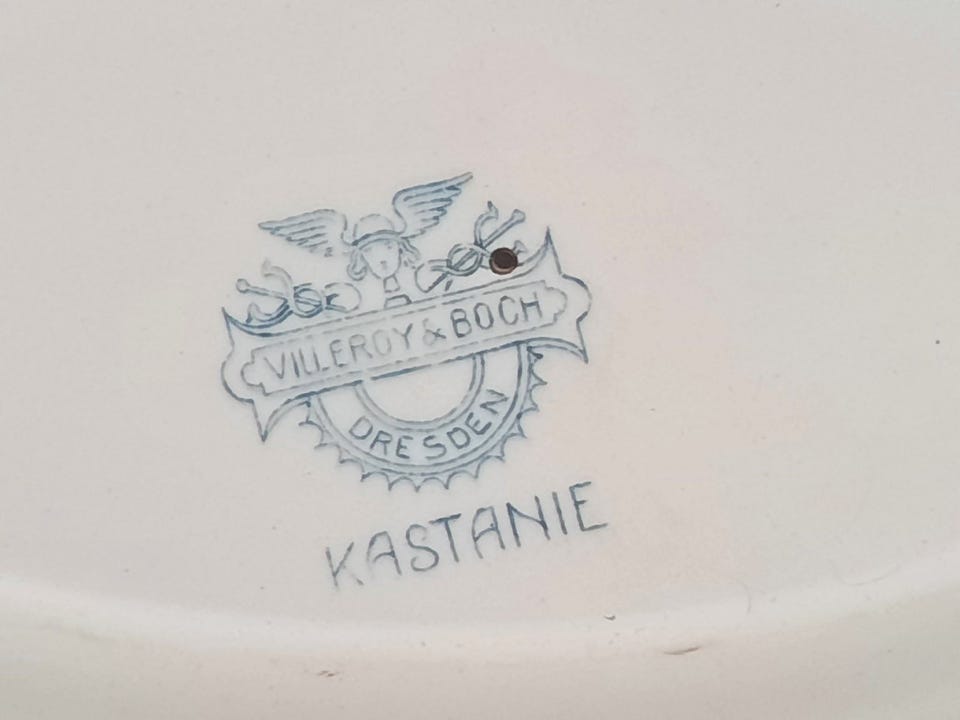 VILLEROY & BOCH
DRESDEN
KASTANIE